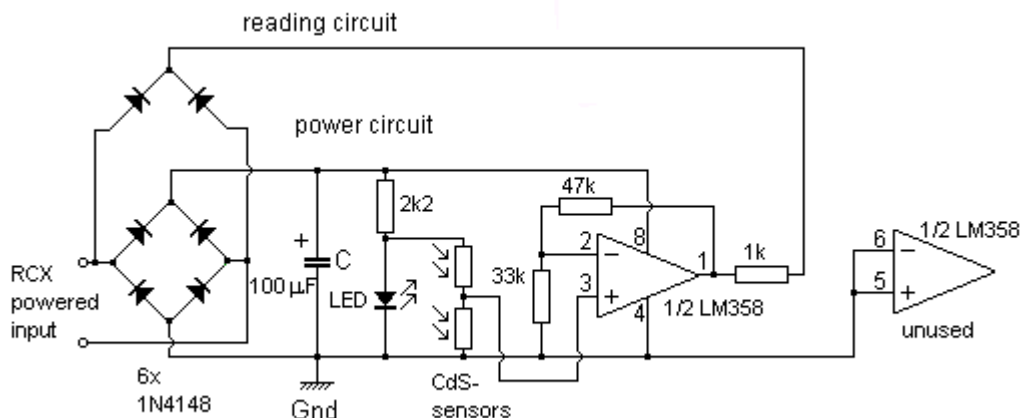 reading circuit
power circuit
47k
2k2
8
2
1
1k
6
1/2 LM358
+
C
−
−
RCX
powered
input
100 µF
LED
33k
3
+
5
+
4
1/2 LM358
unused
6x
1N4148
Gnd
CdS-
sensors